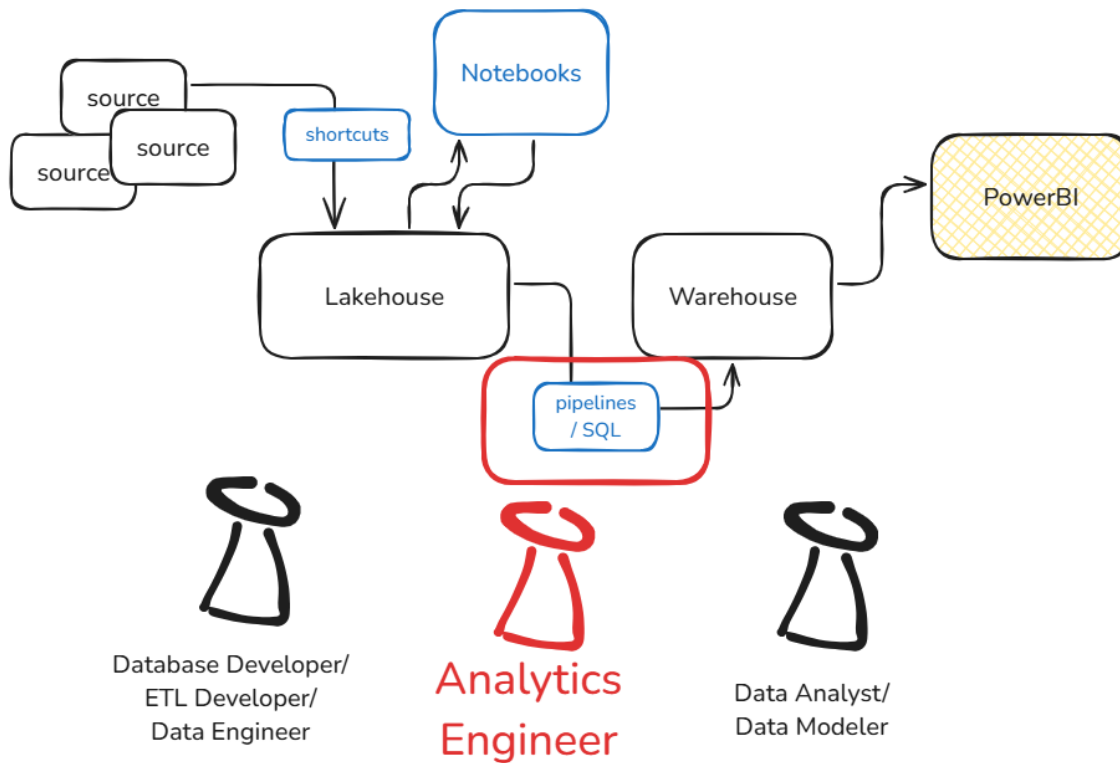 source
source
source
shortcuts
Notebooks
PowerBI
Lakehouse
Warehouse
pipelines
/ SQL
Database Developer/
ETL Developer/
Data Engineer
Analytics
Engineer
Data Analyst/
Data Modeler